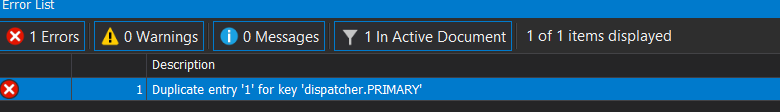 Error List
1 Errors
0 Warnings
0 Messages
1 In Active Document
1 of 1 items displayed
Description
1 Duplicate entry '1' for key 'dispatcher.PRIMARY'